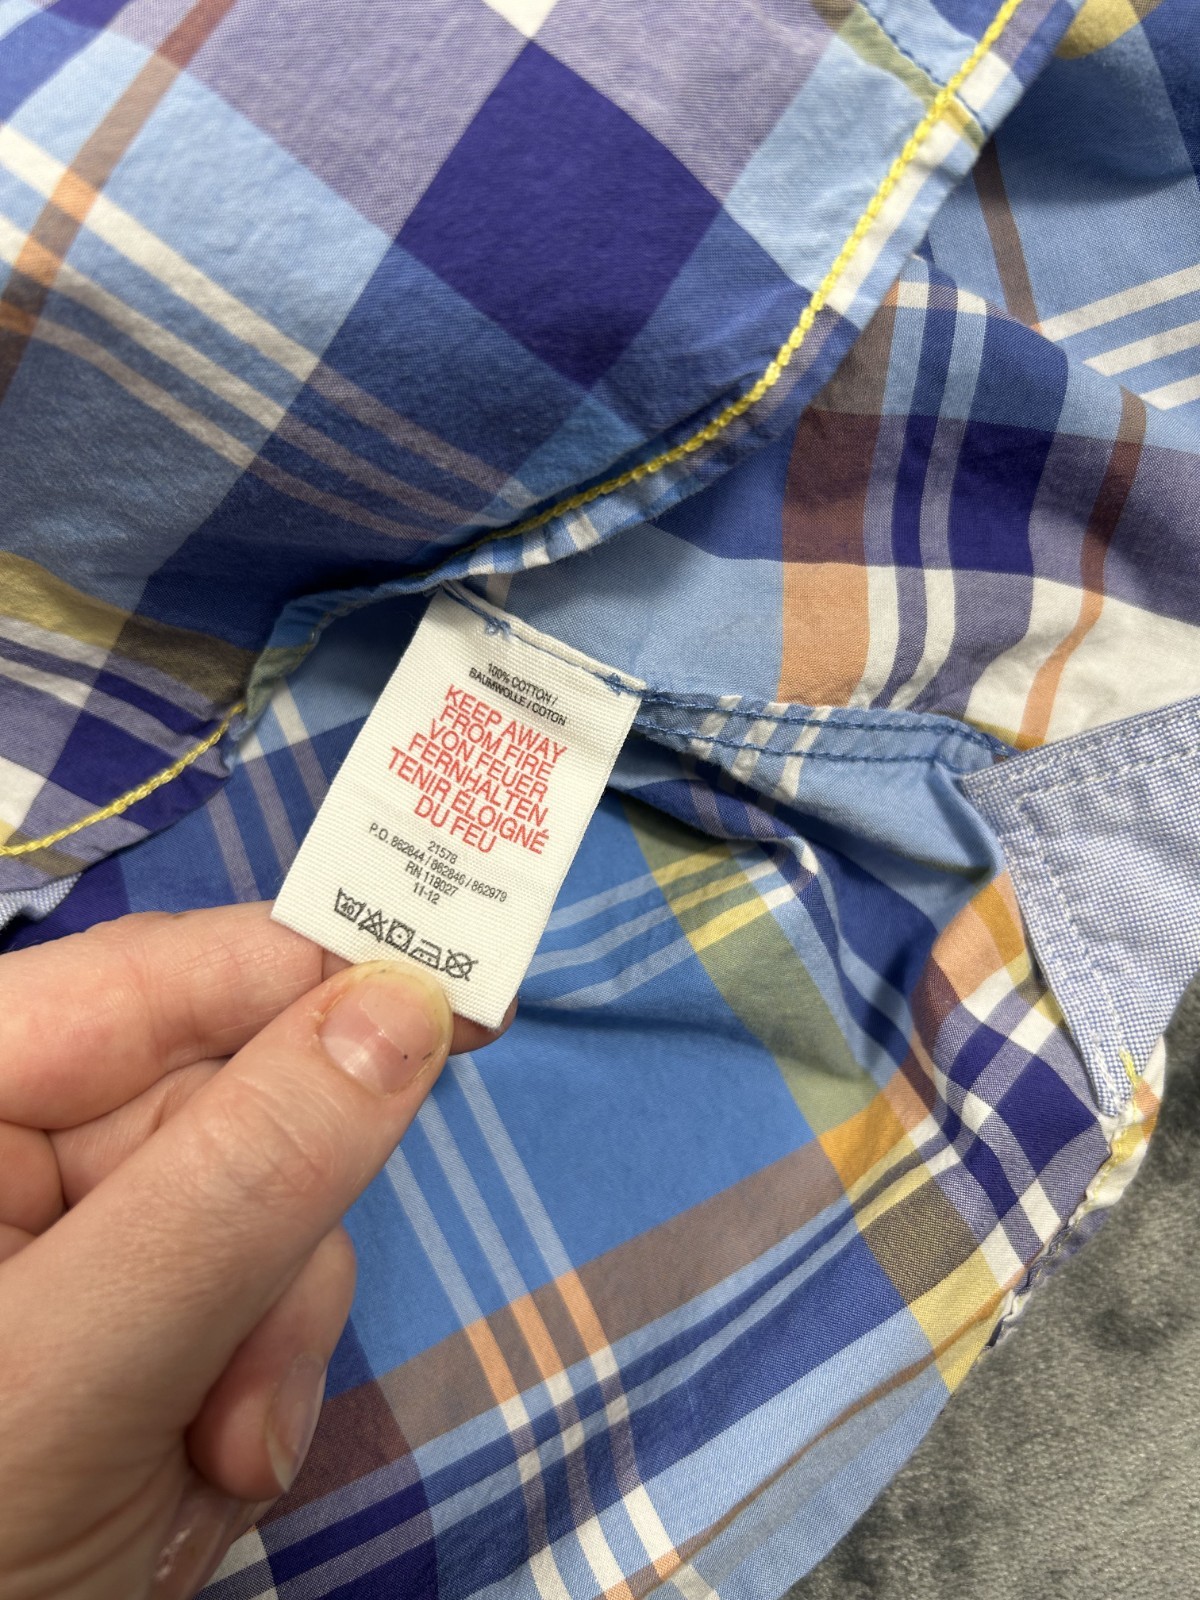 100% COTTON /
BAUMWOLLE / COTON
KEEP AWAY
FROM FIRE
VON FEUER
FERNHALTEN
TENIR ÉLOIGNÉ
DU FEU
21578
P.O. 862844 / 862846 / 862979
RN 118027
11-12
40